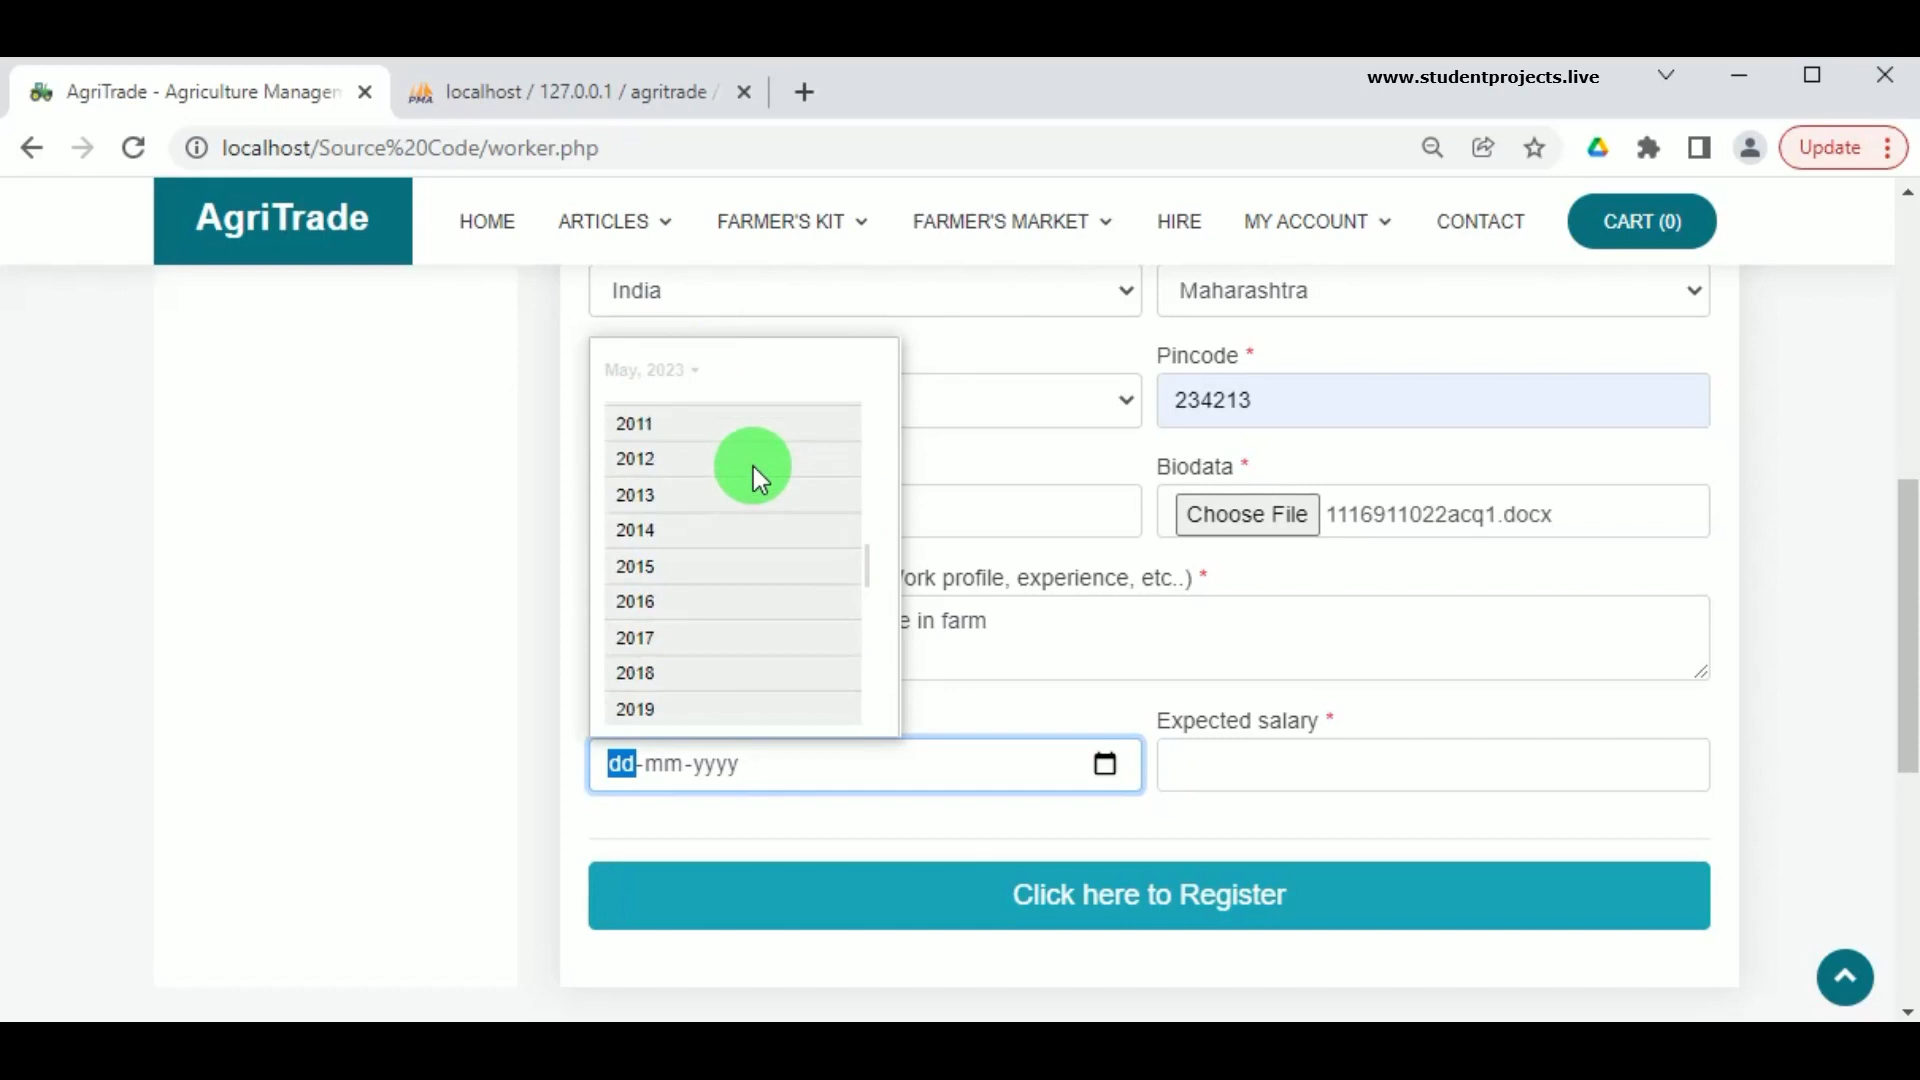 www.studentprojects.live
AgriTrade - Agriculture Managem
localhost / 127.0.0.1 / agritrade /
localhost/Source%20Code/worker.php
Update
AgriTrade
HOME
ARTICLES
FARMER'S KIT
FARMER'S MARKET
HIRE
MY ACCOUNT
CONTACT
CART (0)
India
Maharashtra
May, 2023
2011
2012
2013
2014
2015
2016
2017
2018
2019
Pincode *
234213
Biodata *
Choose File 1116911022acq1.docx
ork profile, experience, etc..) *
e in farm
Expected salary *
dd-mm-yyyy
Click here to Register